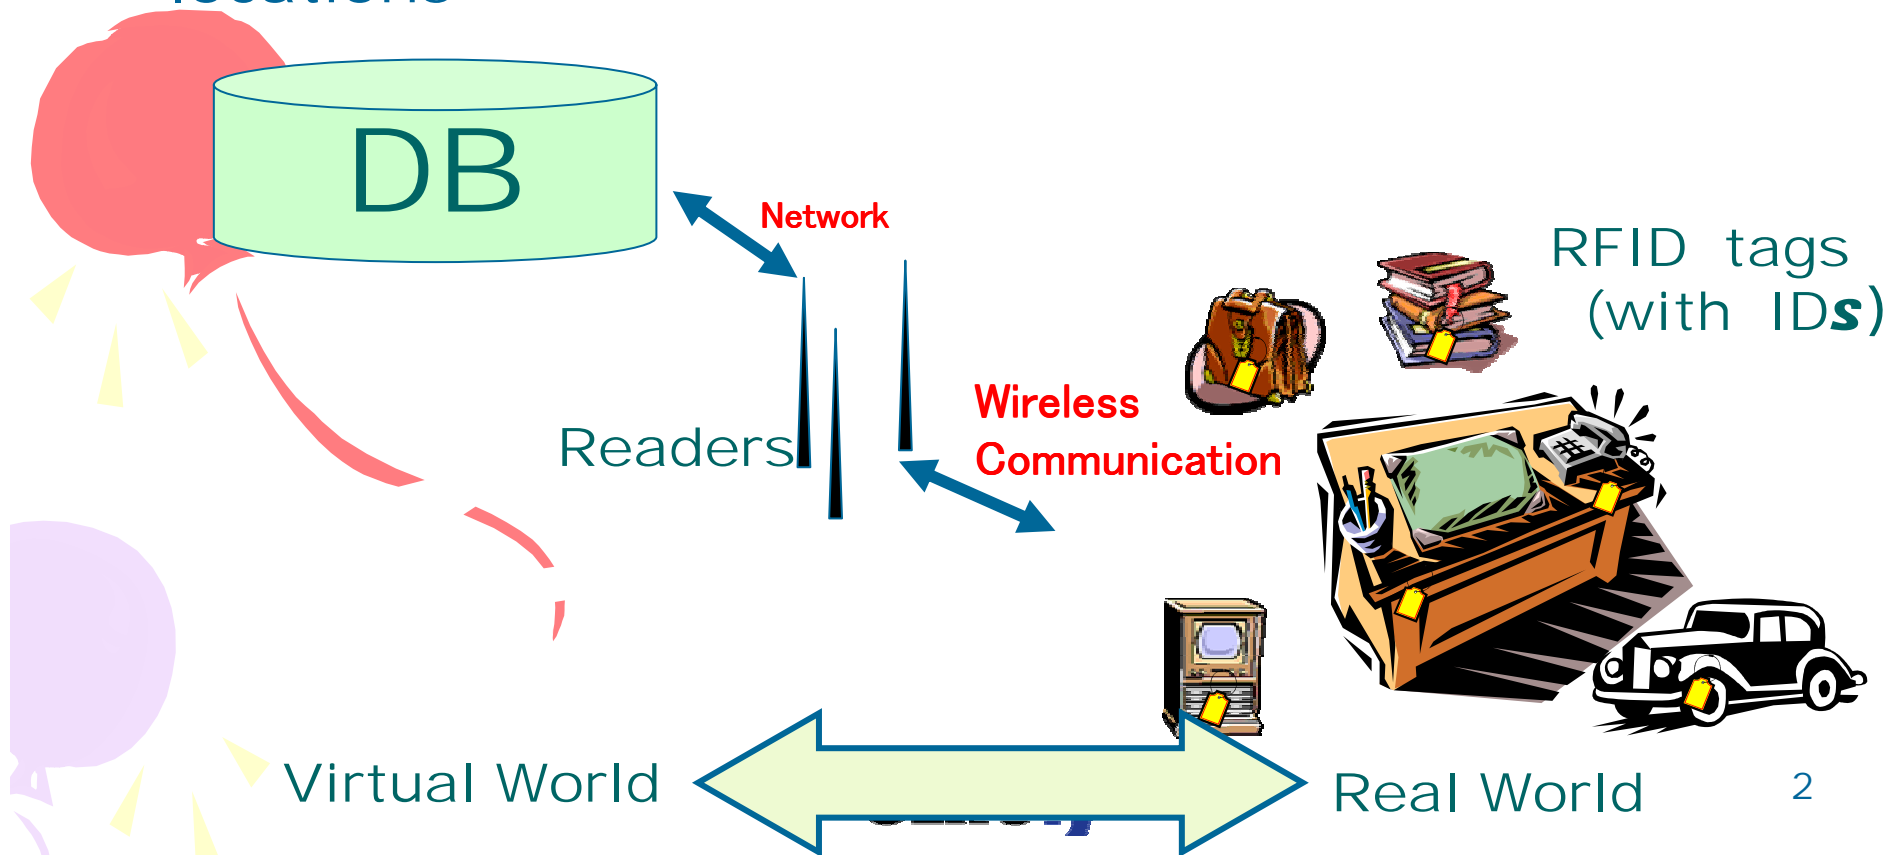 DB
Network
RFID tags
(with IDs)
Wireless
Communication
Readers
Virtual World
Real World
2